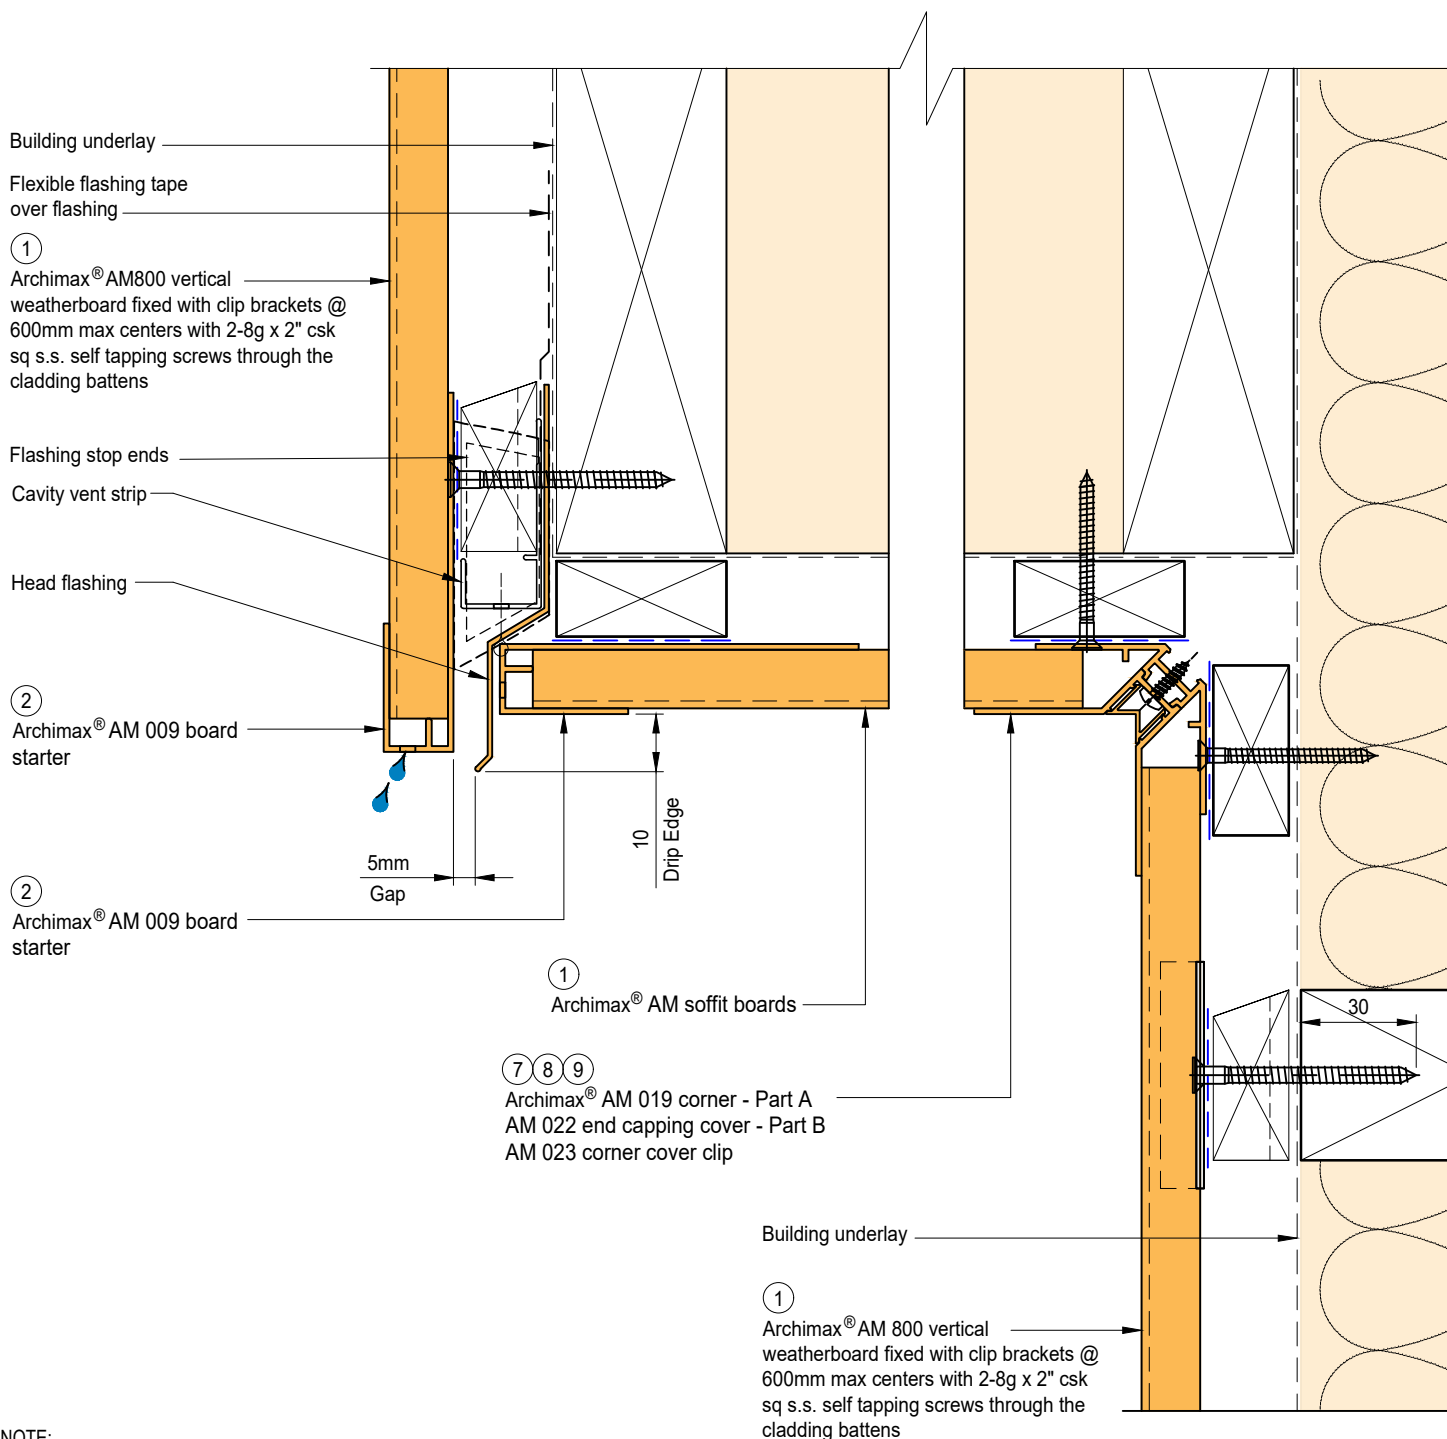 Building underlay
Flexible flashing tape
over flashing
1
Archimax® AM800 vertical
weatherboard fixed with clip brackets @
600mm max centers with 2-8g x 2" csk
sq s.s. self tapping screws through the
cladding battens
Flashing stop ends
Cavity vent strip
Head flashing
2
Archimax® AM 009 board
starter
5mm
Gap
10
Drip Edge
2
Archimax® AM 009 board
starter
1
Archimax® AM soffit boards
7 8 9
Archimax® AM 019 corner - Part A
AM 022 end capping cover - Part B
AM 023 corner cover clip
30
Building underlay
1
Archimax® AM 800 vertical
weatherboard fixed with clip brackets @
600mm max centers with 2-8g x 2" csk
sq s.s. self tapping screws through the
cladding battens
NOTE: